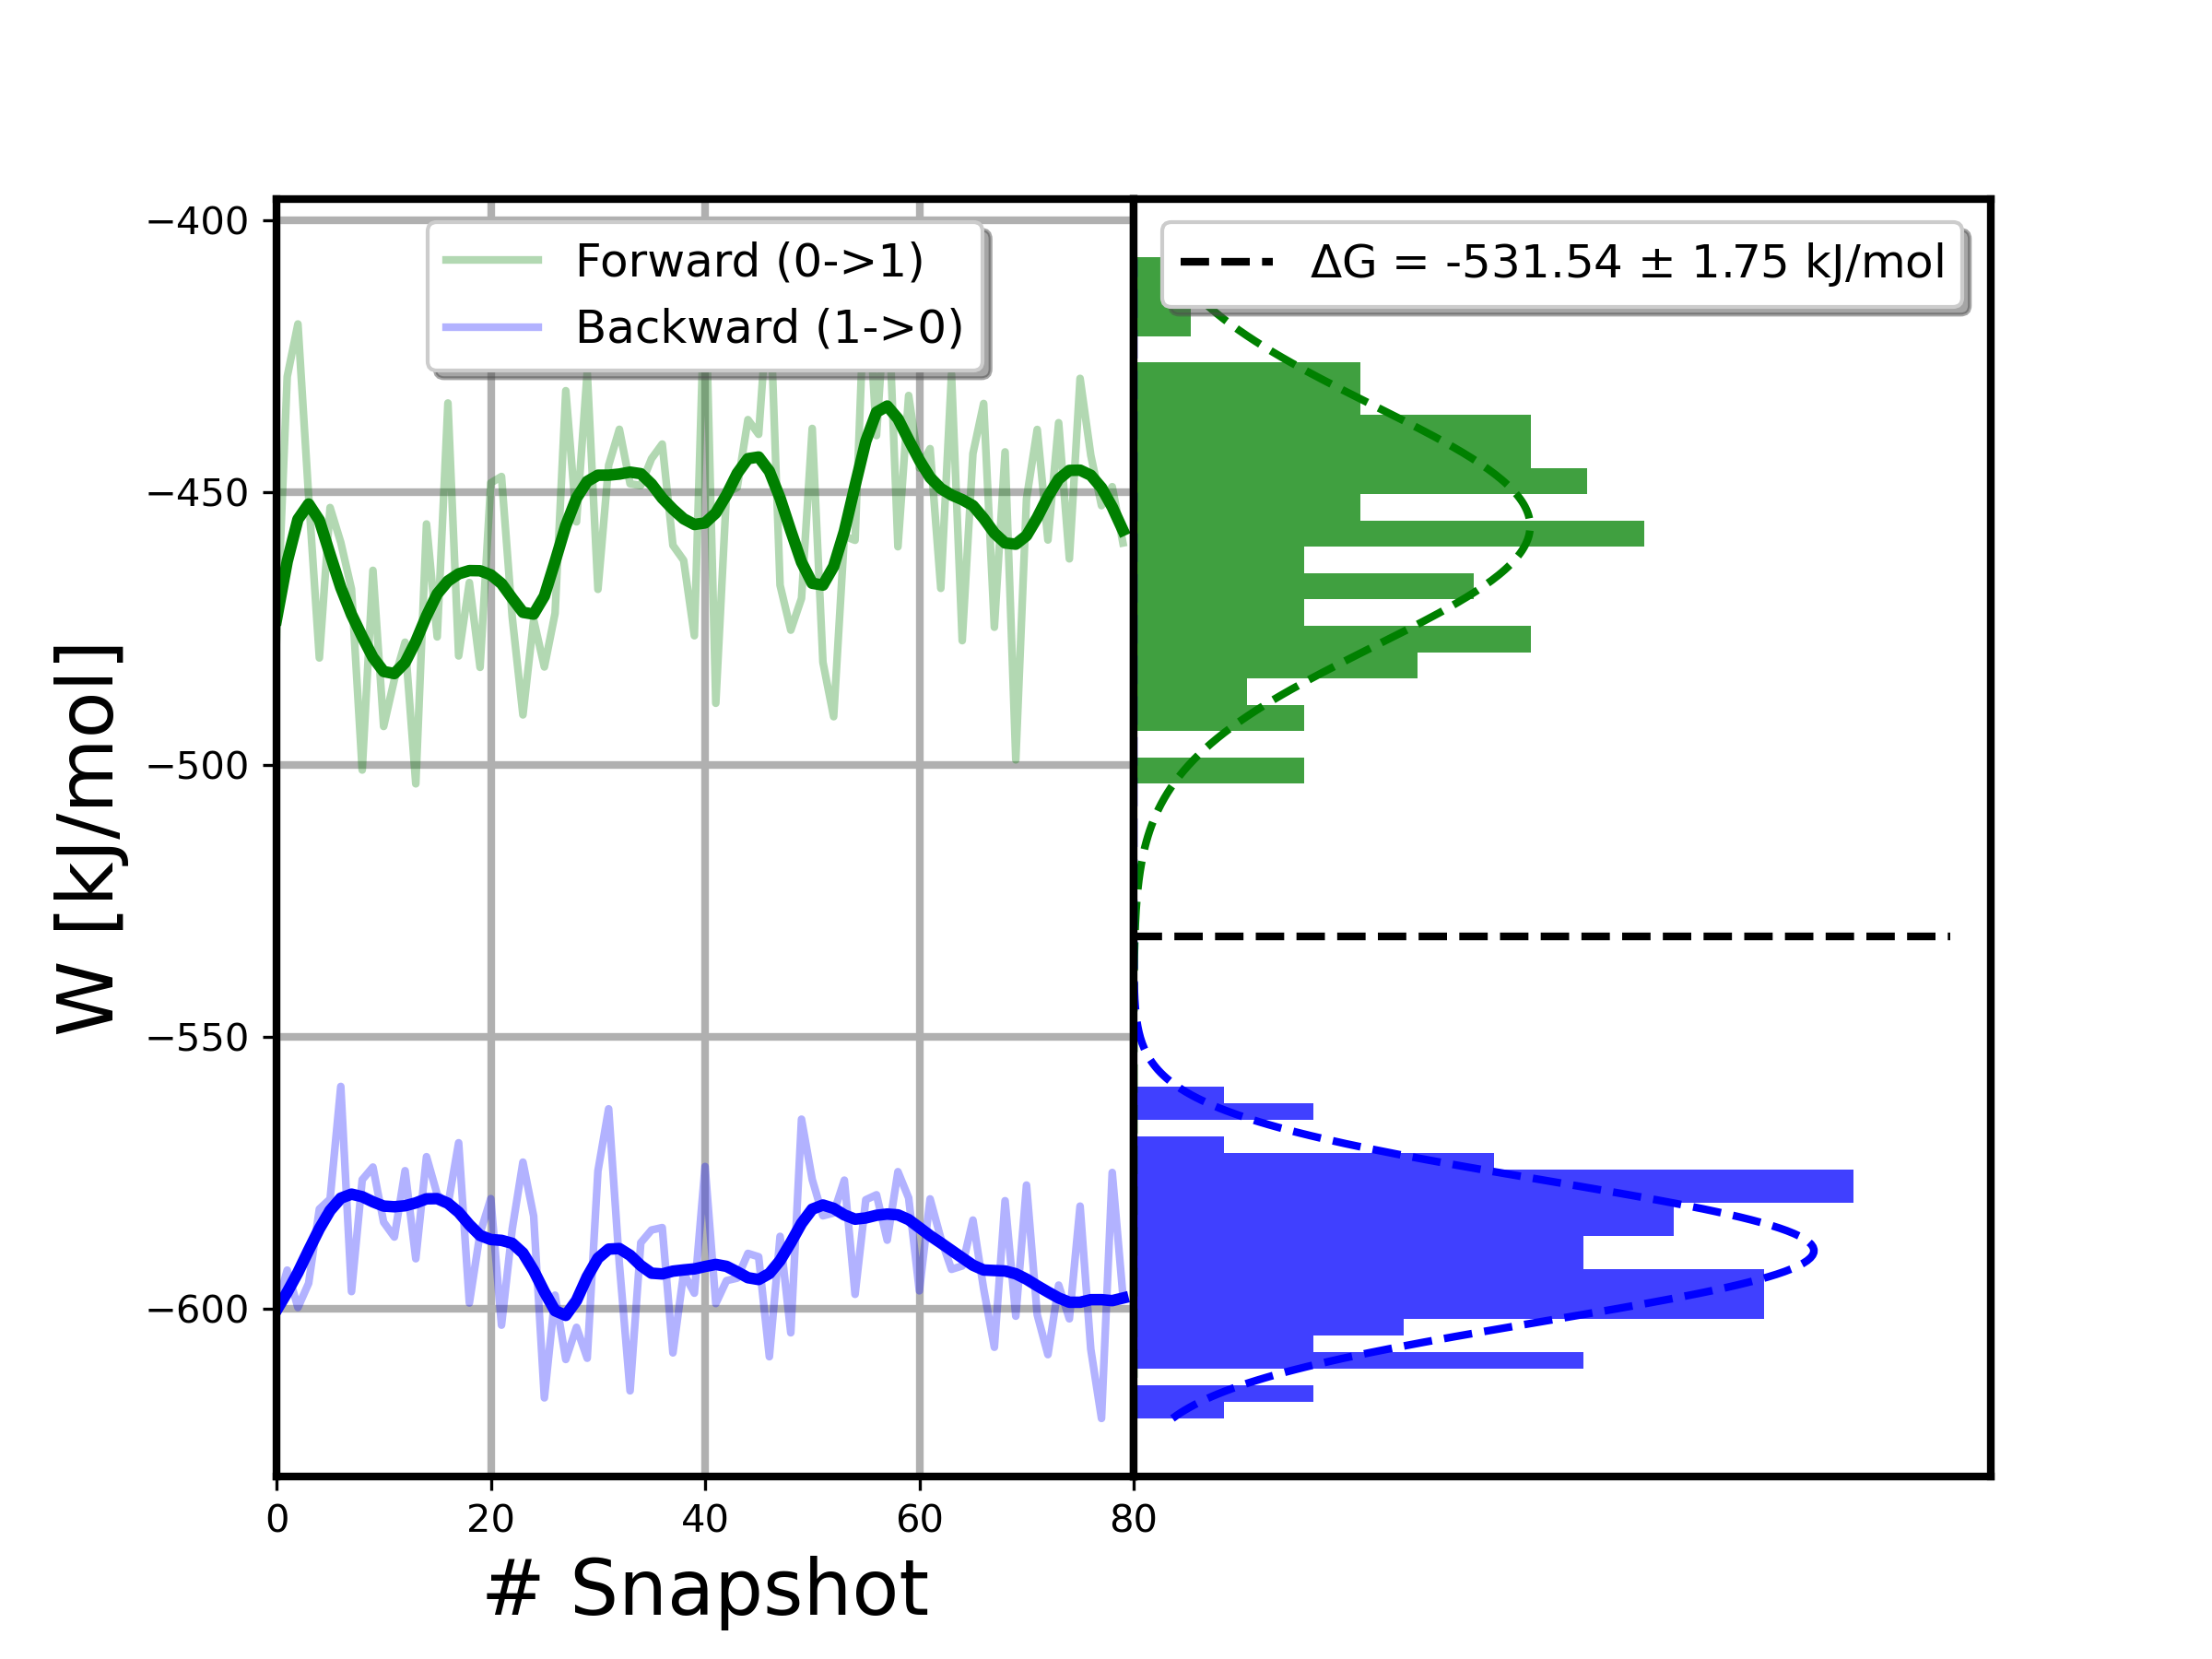 Forward (0->1)
Backward (1->0)
ΔG = -531.54 ± 1.75 kJ/mol
W [kJ/mol]
−400
−450
−500
−550
−600
0 20 40 60 80
# Snapshot